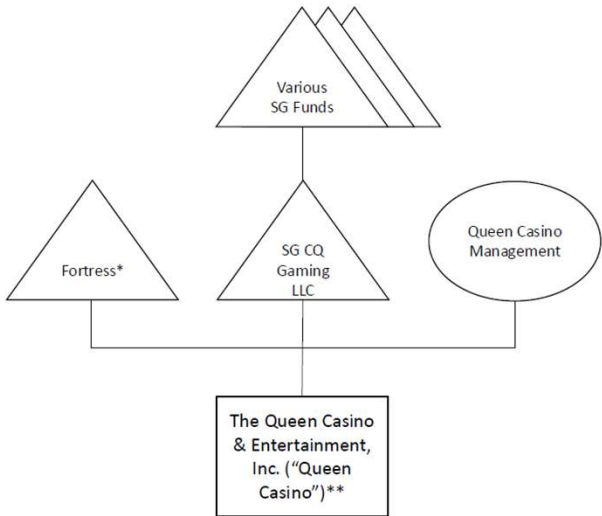 Various
SG Funds
Fortress*
SG CQ
Gaming
LLC
Queen Casino
Management
The Queen Casino
& Entertainment,
Inc. (“Queen
Casino”)**